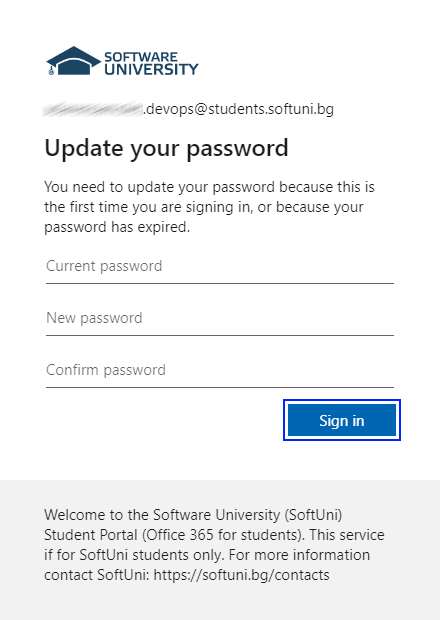 SOFTWARE
UNIVERSITY
.devops@students.softuni.bg
Update your password
You need to update your password because this is
the first time you are signing in, or because your
password has expired.
Current password
New password
Confirm password
Sign in
Welcome to the Software University (SoftUni)
Student Portal (Office 365 for students). This service
if for SoftUni students only. For more information
contact SoftUni: https://softuni.bg/contacts